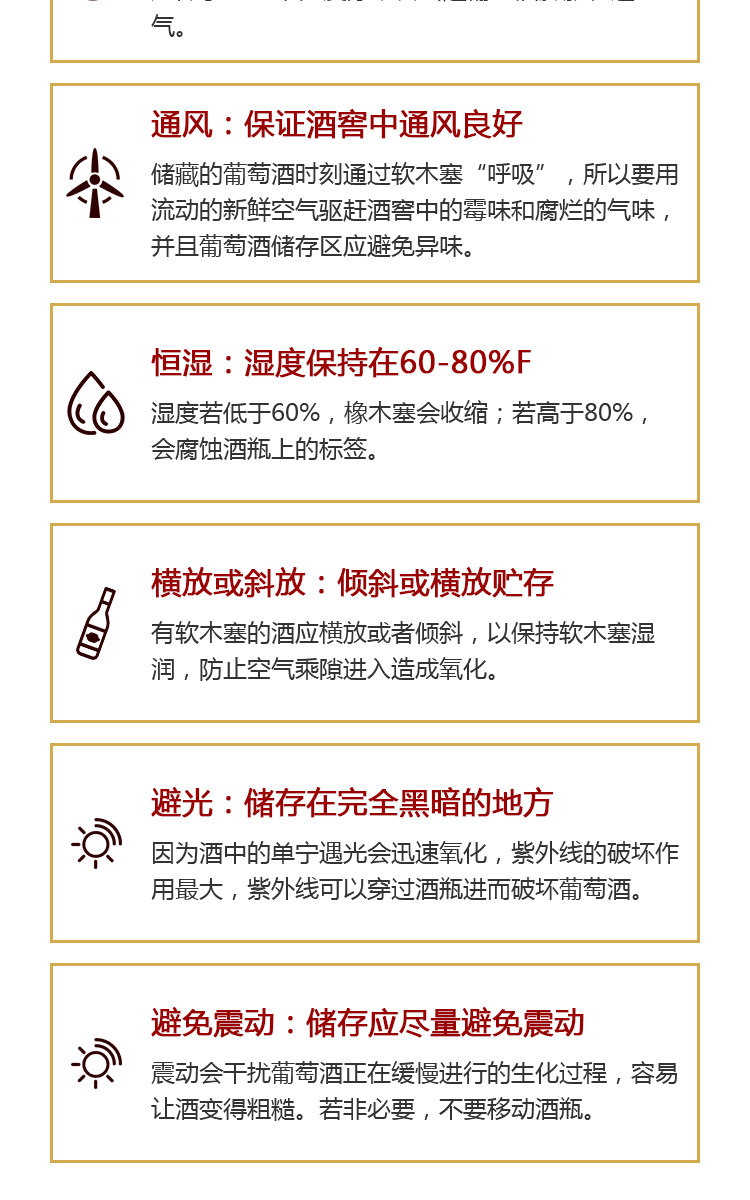 气。
通风：保证酒窖中通风良好
储藏的葡萄酒时刻通过软木塞“呼吸”，所以要用
流动的新鲜空气驱赶酒窖中的霉味和腐烂的气味，
并且葡萄酒储存区应避免异味。
恒湿：湿度保持在60-80%F
湿度若低于60%，橡木塞会收缩；若高于80%，
会腐蚀酒瓶上的标签。
横放或斜放：倾斜或横放贮存
有软木塞的酒应横放或者倾斜，以保持软木塞湿
润，防止空气乘隙进入造成氧化。
避光：储存在完全黑暗的地方
因为酒中的单宁遇光会迅速氧化，紫外线的破坏作
用最大，紫外线可以穿过酒瓶进而破坏葡萄酒。
避免震动：储存应尽量避免震动
震动会干扰葡萄酒正在缓慢进行的生化过程，容易
让酒变得粗糙。若非必要，不要移动酒瓶。